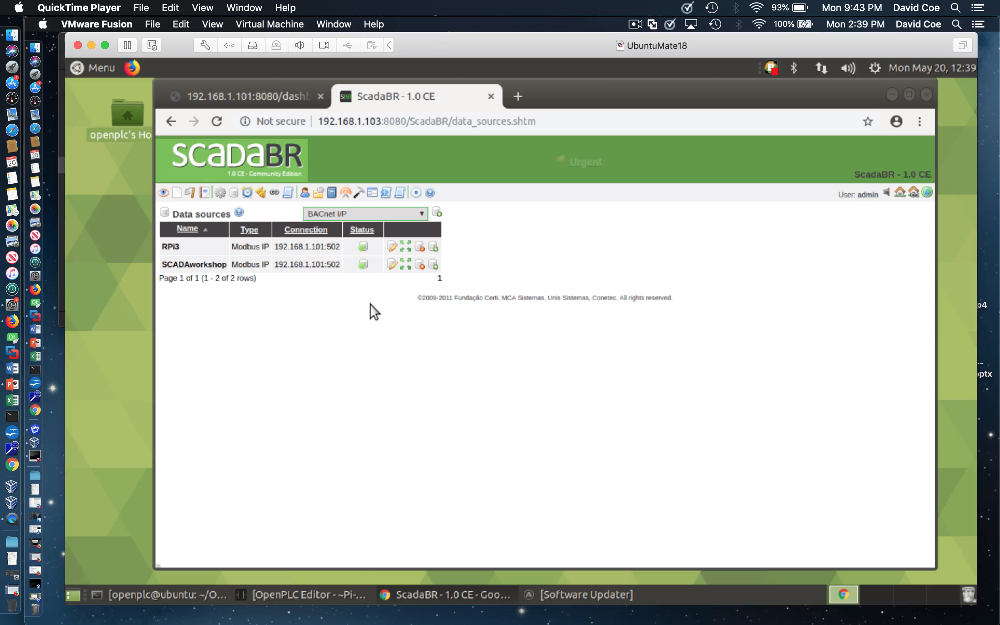 QuickTime Player File Edit View Window Help 93% Mon 9:43 PM David Coe
VMware Fusion File Edit View Virtual Machine Window Help 100% Mon 2:39 PM David Coe
UbuntuMate18
Menu Mon May 20, 12:39
192.168.1.101:8080/dashb ScadaBR - 1.0 CE
Not secure 192.168.1.103:8080/ScadaBR/data_sources.shtm
openplc's Ho
SCADABR
1.0 CE - Community Edition
Urgent
ScadaBR - 1.0 CE
User: admin
Data sources BACnet I/P
Name Type Connection Status
RPi3 Modbus IP 192.168.1.101:502
SCADAworkshop Modbus IP 192.168.1.101:502
Page 1 of 1 (1 - 2 of 2 rows) 1
©2009-2011 Fundação Certi, MCA Sistemas, Unis Sistemas, Conetec. All rights reserved.
p4
--
pptx
[openplc@ubuntu: ~/O... [OpenPLC Editor - ~Pi-... ScadaBR - 1.0 CE - Goo... [Software Updater]